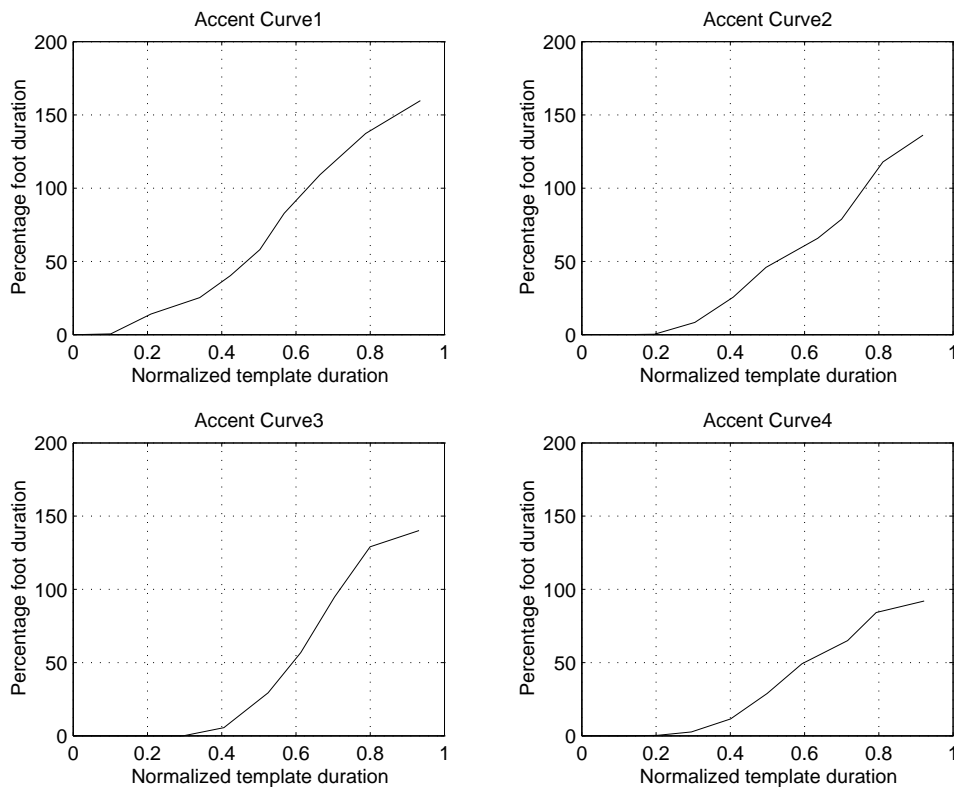 Accent Curve1
200
150
100
50
0
Percentage foot duration
0 0.2 0.4 0.6 0.8 1
Normalized template duration
Accent Curve2
200
150
100
50
0
Percentage foot duration
0 0.2 0.4 0.6 0.8 1
Normalized template duration
Accent Curve3
200
150
100
50
0
Percentage foot duration
0 0.2 0.4 0.6 0.8 1
Normalized template duration
Accent Curve4
200
150
100
50
0
Percentage foot duration
0 0.2 0.4 0.6 0.8 1
Normalized template duration